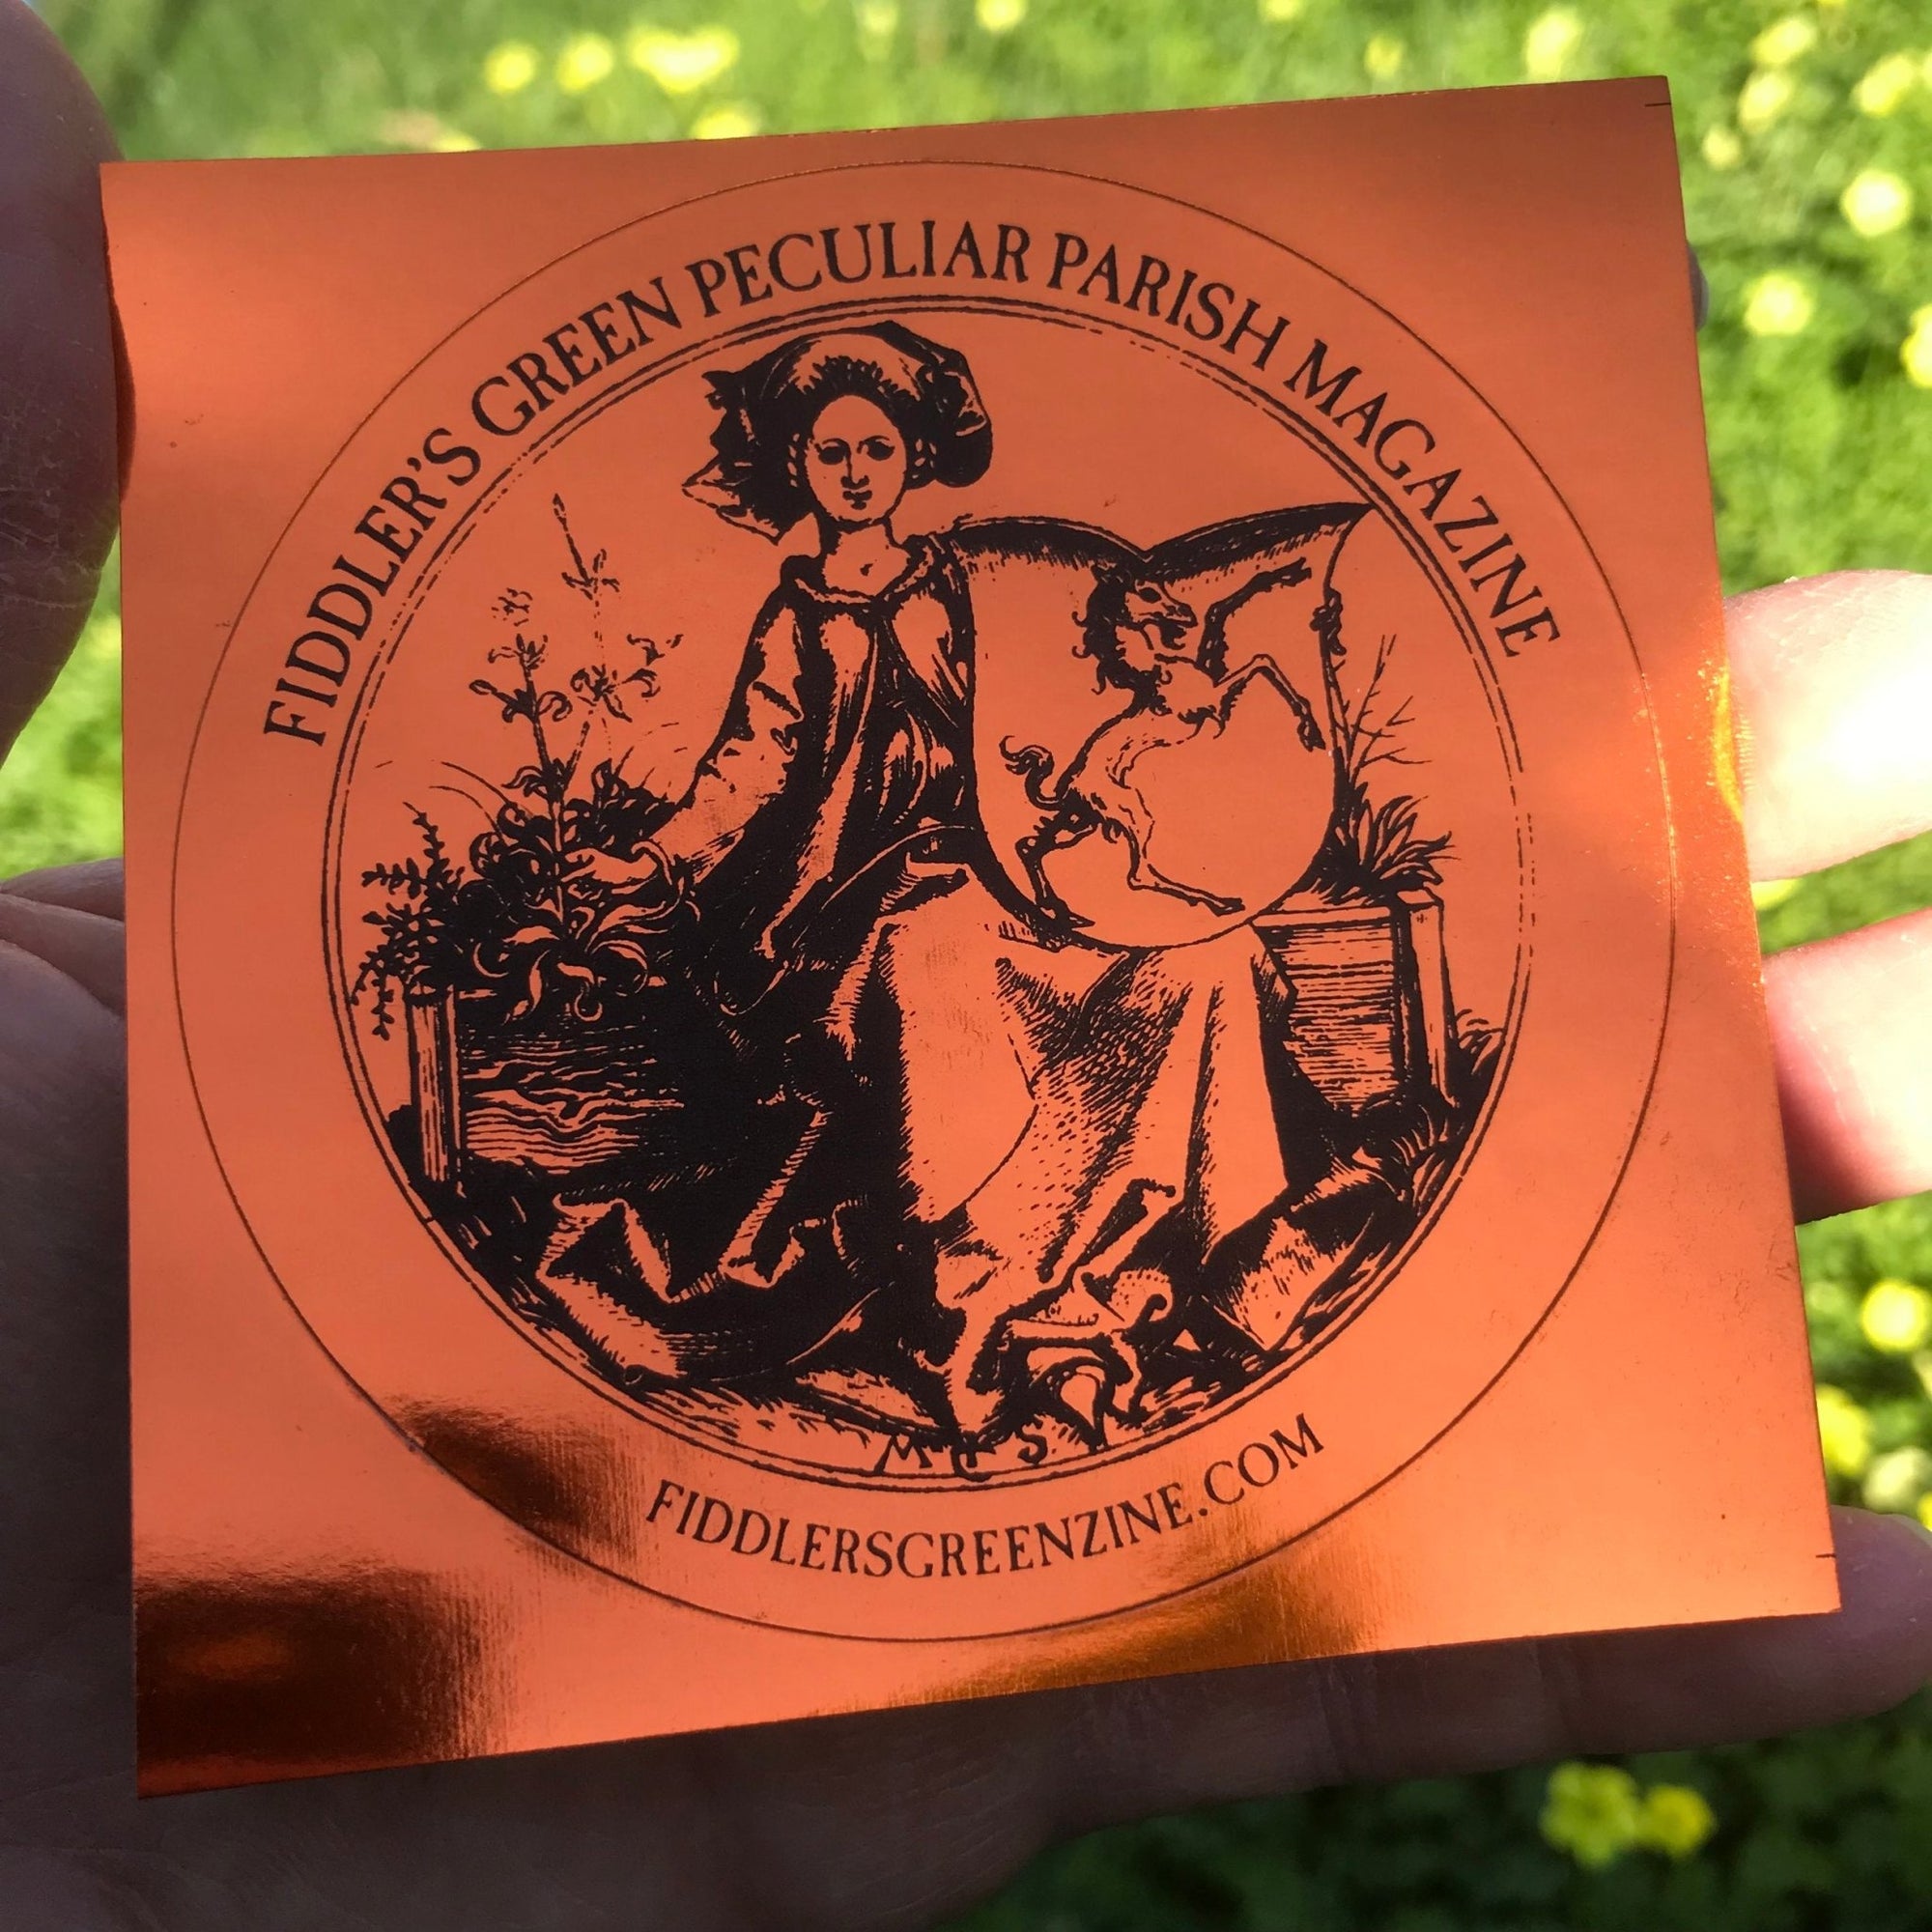 FIDDLER'S GREEN PECULIAR PARISH MAGAZINE
M C S
FIDDLERSGREENZINE.COM